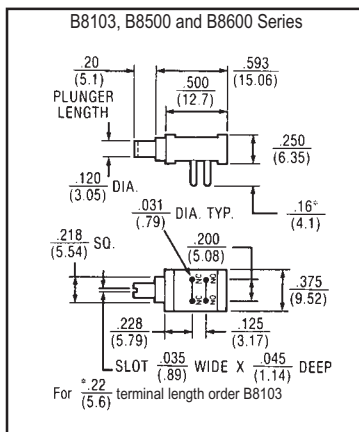 B8103, B8500 and B8600 Series
.20
(5.1)
PLUNGER
LENGTH
.593
(15.06)
.500
(12.7)
.250
(6.35)
.120
(3.05) DIA.
.16*
(4.1)
.031
(.79) DIA. TYP.
.218
(5.54) SQ.
.200
(5.08)
NC NO
NC NO
.375
(9.52)
.228
(5.79)
.125
(3.17)
SLOT .035 WIDE X .045 DEEP
(.89) (1.14)
For *.22 terminal length order B8103
(5.6)